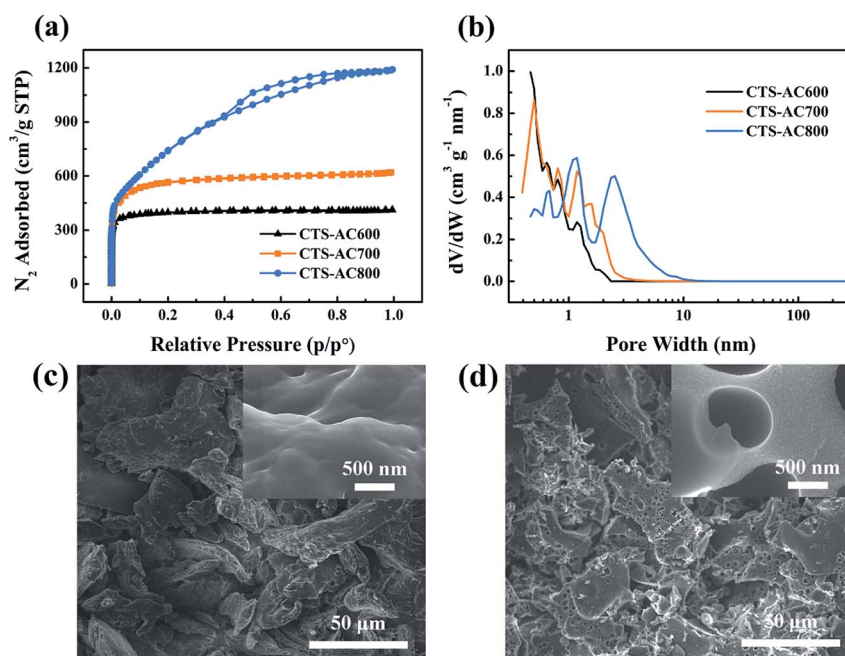 (a)
N₂ Adsorbed (cm³/g STP)
1200
900
600
300
0
CTS-AC600
CTS-AC700
CTS-AC800
0.0 0.2 0.4 0.6 0.8 1.0
Relative Pressure (p/p°)
(b)
dV/dW (cm³ g⁻¹ nm⁻¹)
1.0
0.8
0.6
0.4
0.2
0.0
CTS-AC600
CTS-AC700
CTS-AC800
1 10 100
Pore Width (nm)
(c)
500 nm
50 μm
(d)
500 nm
50 μm